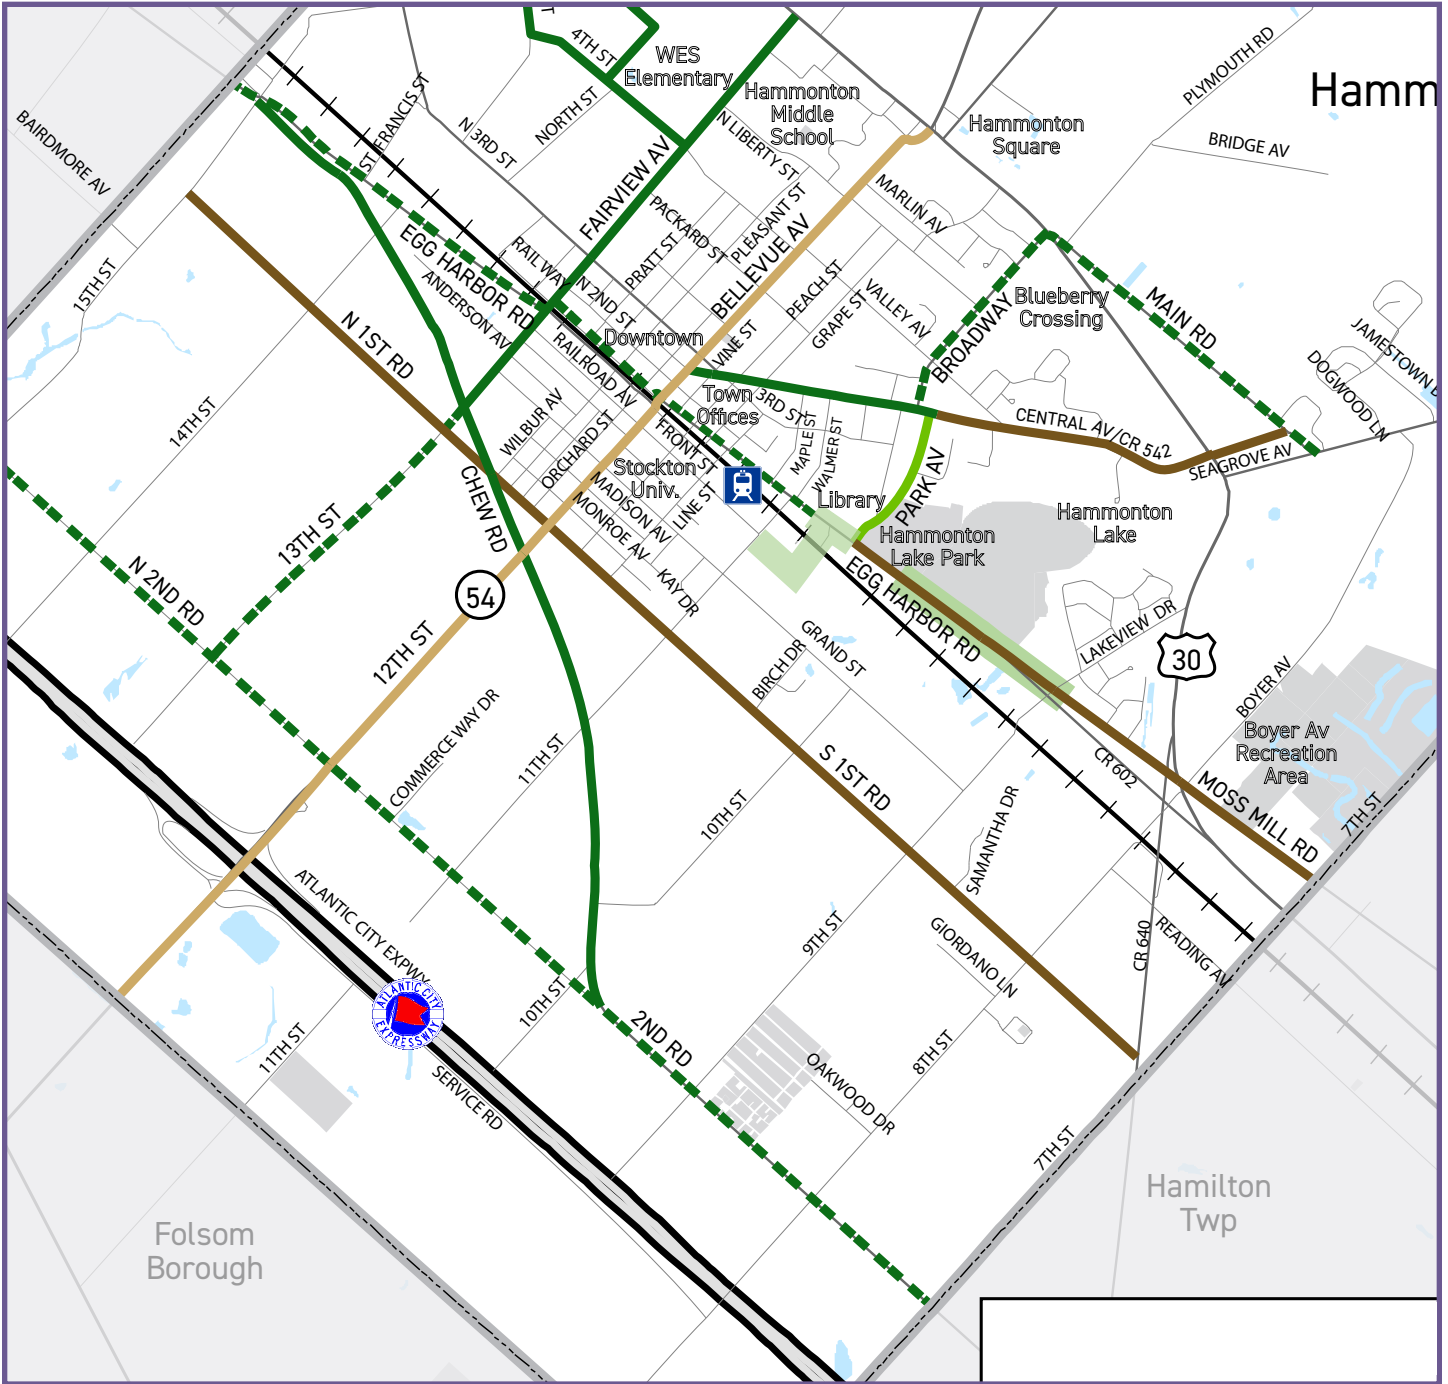 4TH ST
WES
Elementary
Hammonton
Middle
School
PLYMOUTH RD
Hamm
BAIRDMORE AV
ST. FRANCIS ST
N 3RD ST
NORTH ST
N LIBERTY ST
Hammonton
Square
BRIDGE AV
FAIRVIEW AV
MARLIN AV
PACKARD ST
PLEASANT ST
PRATT ST
BELLEVUE AV
EGG HARBOR RD
RAILWAY
N 2ND ST
15TH ST
ANDERSON AV
PEACH ST
GRAPE ST
VALLEY AV
Blueberry
Crossing
BROADWAY
MAIN RD
JAMESTOWN B
DOGWOOD LN
N 1ST RD
RAILROAD AV
Downtown
VINE ST
Town
Offices
3RD ST
MAPLE ST
WALMER ST
CENTRAL AV/CR 542
SEAGROVE AV
14TH ST
WILBUR AV
ORCHARD ST
FRONT ST
Stockton
Univ.
MADISON AV
MONROE AV
LINE ST
KAY DR
CHEW RD
Library
PARK AV
Hammonton
Lake Park
Hammonton
Lake
13TH ST
N 2ND RD
54
12TH ST
EGG HARBOR RD
GRAND ST
BIRCH DR
LAKEVIEW DR
30
BOYER AV
Boyer Av
Recreation
Area
COMMERCE WAY DR
11TH ST
10TH ST
S 1ST RD
CR 602
MOSS MILL RD
7TH ST
SAMANTHA DR
ATLANTIC CITY EXPWY
ATLANTIC CITY
EXPRESSWAY
9TH ST
GIORDANO LN
CR 640
READING AV
10TH ST
2ND RD
11TH ST
SERVICE RD
OAKWOOD DR
8TH ST
7TH ST
Folsom
Borough
Hamilton
Twp